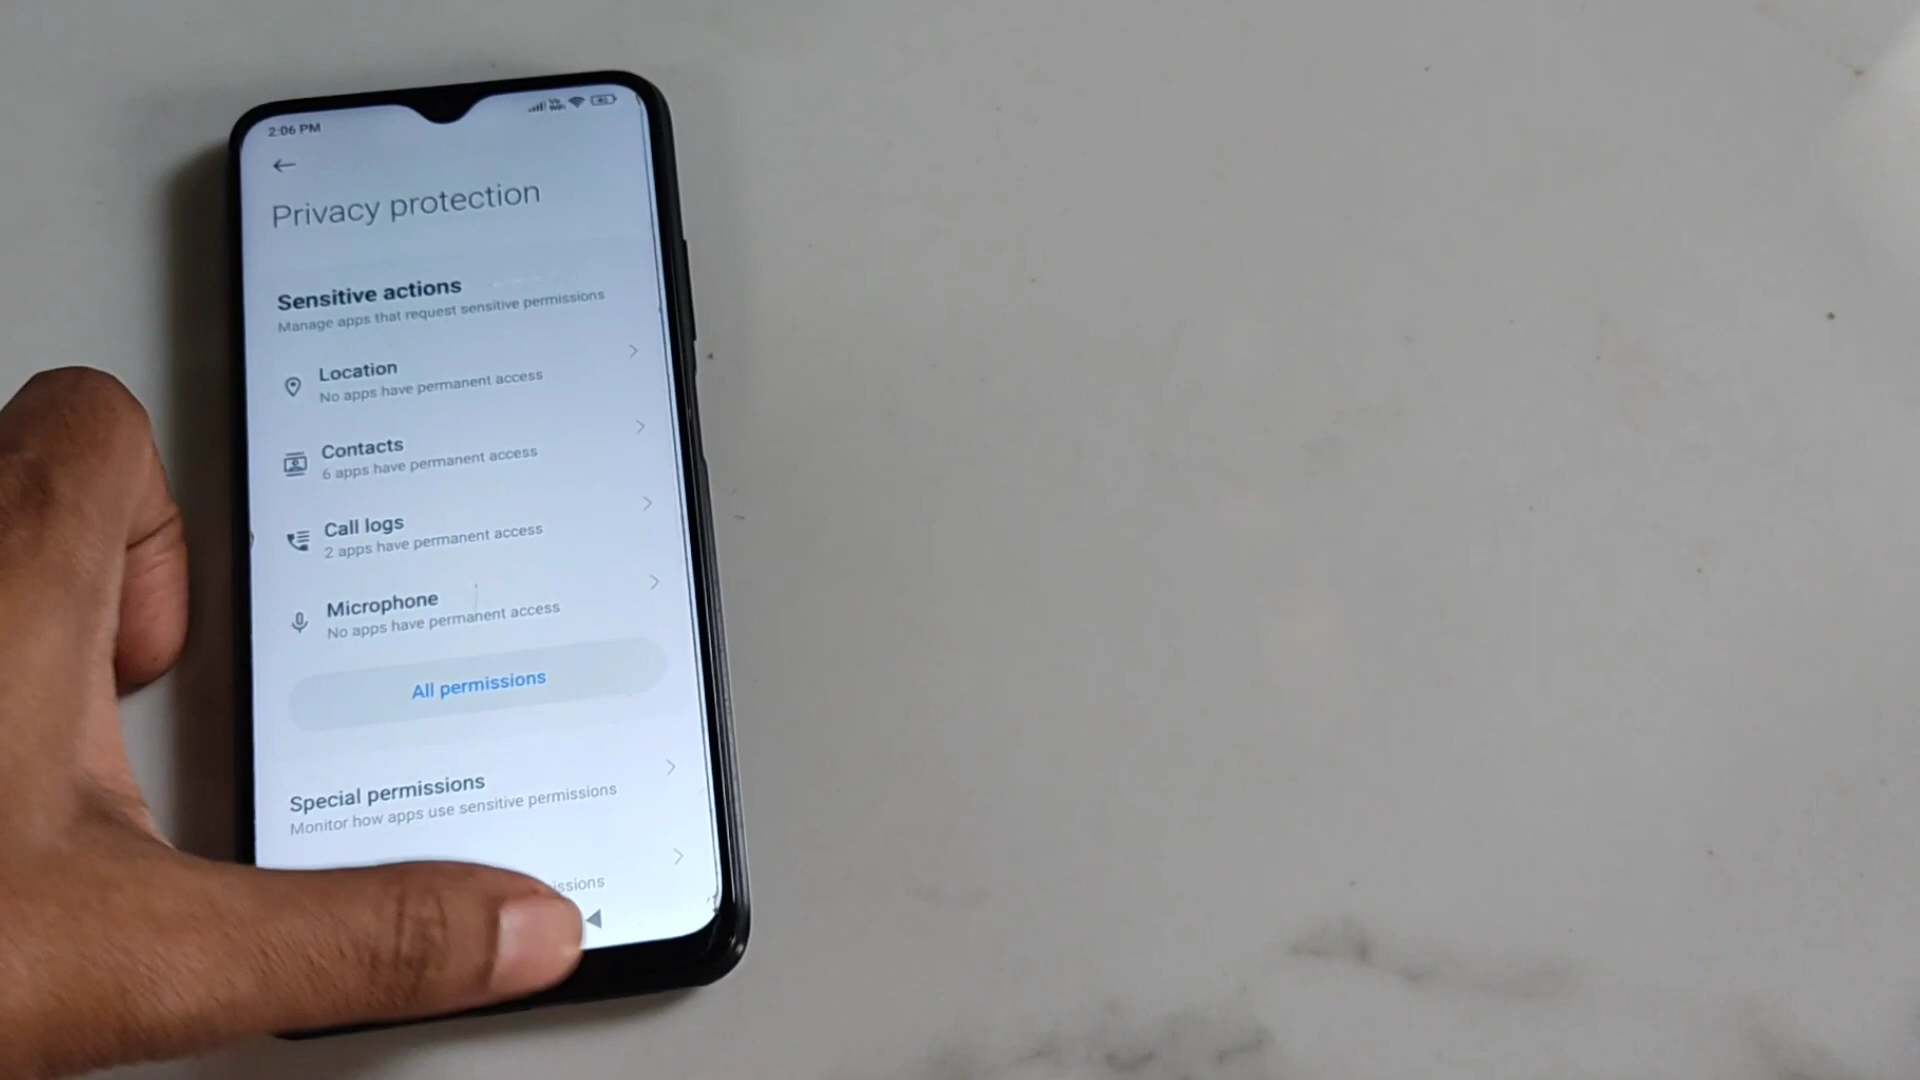 2:06 PM
Privacy protection
Sensitive actions
Manage apps that request sensitive permissions
Location
No apps have permanent access
Contacts
6 apps have permanent access
Call logs
2 apps have permanent access
Microphone
No apps have permanent access
All permissions
Special permissions
Monitor how apps use sensitive permissions
issions